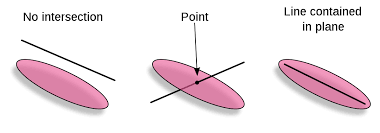 No intersection
Point
Line contained
in plane